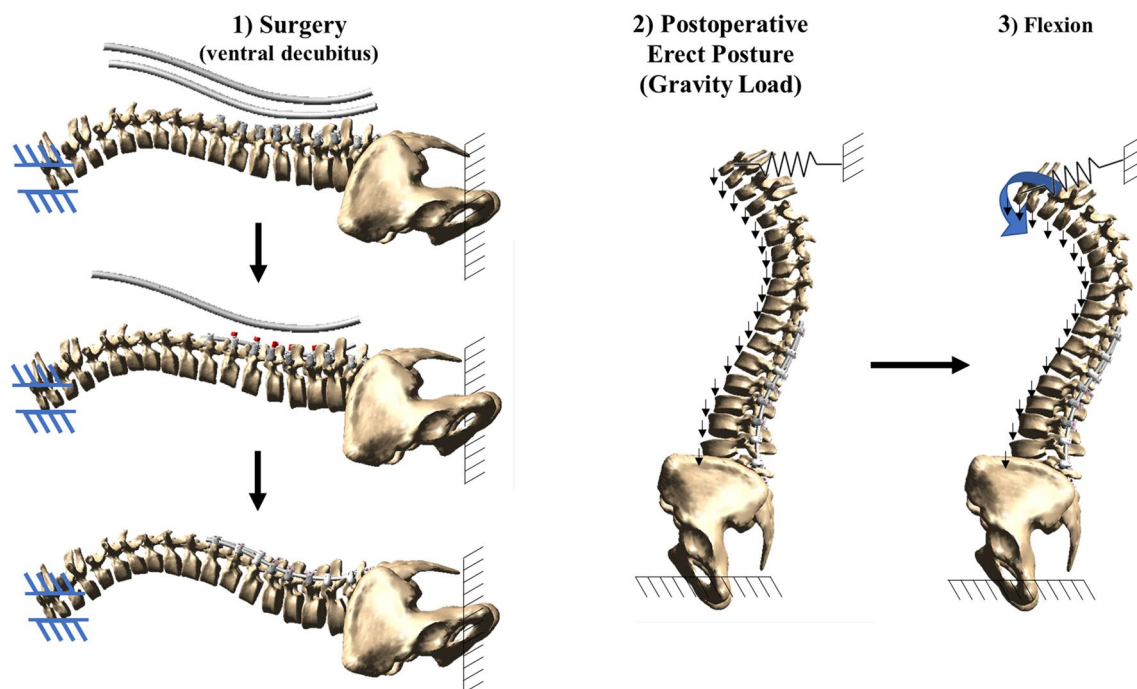 1) Surgery
(ventral decubitus)
2) Postoperative
Erect Posture
(Gravity Load)
3) Flexion